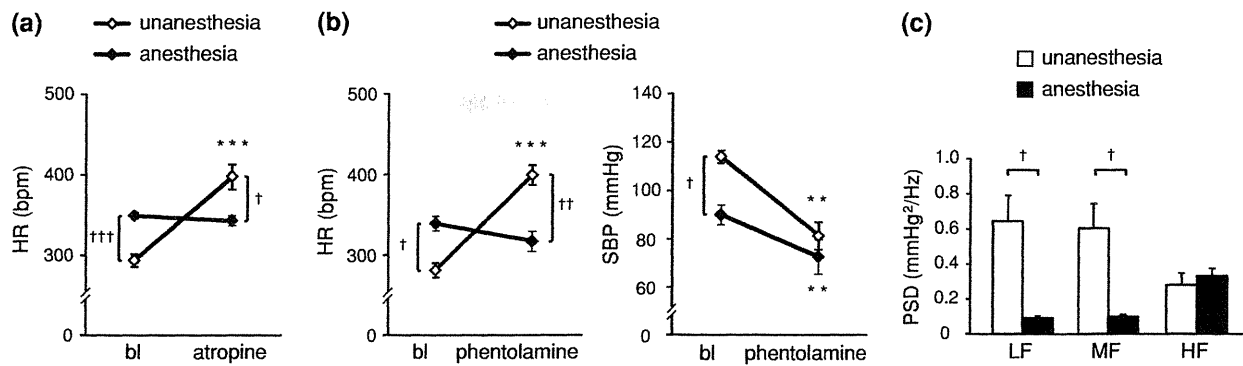 (a)
unanesthesia
anesthesia
HR (bpm)
500
400
300
0
* * *
†
†††
bl
atropine
(b)
unanesthesia
anesthesia
HR (bpm)
500
400
300
0
* * *
†
††
bl
phentolamine
SBP (mmHg)
140
120
100
80
60
0
†
* *
* *
bl
phentolamine
(c)
unanesthesia
anesthesia
PSD (mmHg²/Hz)
1.0
0.8
0.6
0.4
0.2
0
†
†
LF
MF
HF